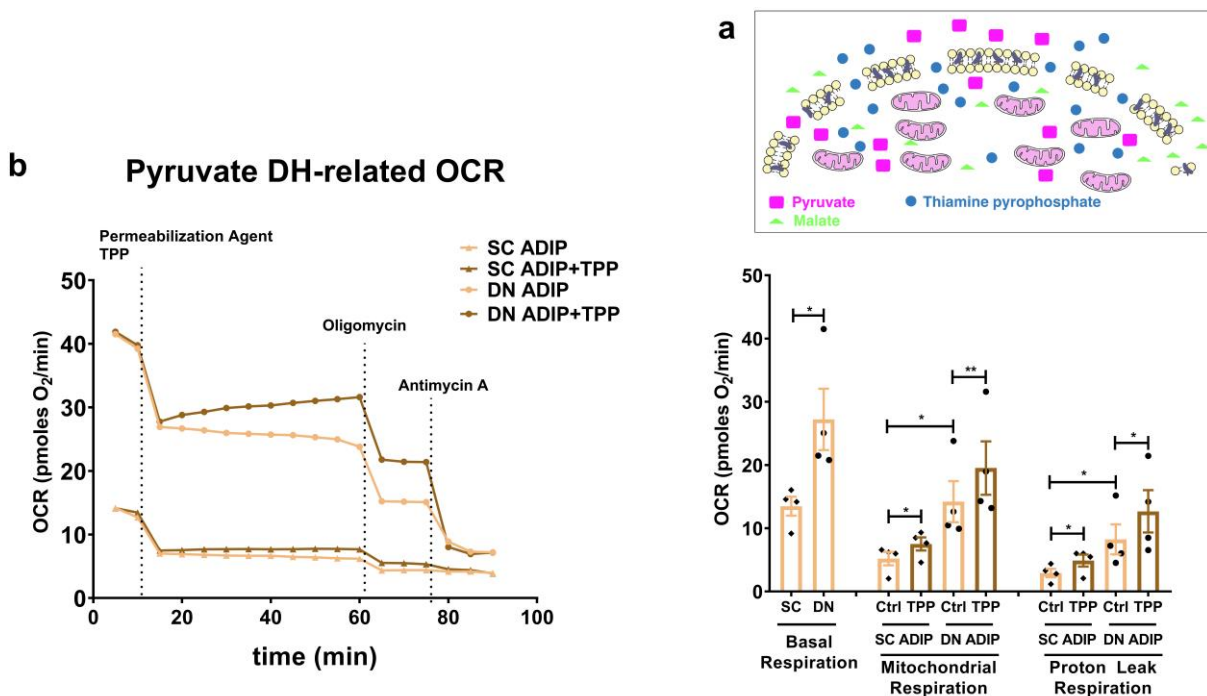 a
Pyruvate
Thiamine pyrophosphate
Malate
b
Pyruvate DH-related OCR
Permeabilization Agent
TPP
SC ADIP
SC ADIP+TPP
DN ADIP
DN ADIP+TPP
Oligomycin
Antimycin A
OCR (pmoles O₂/min)
50
40
30
20
10
0
0 20 40 60 80 100
time (min)
OCR (pmoles O₂/min)
50
40
30
20
10
0
*
*
*
**
*
*
*
SC DN Ctrl TPP Ctrl TPP Ctrl TPP Ctrl TPP
SC ADIP DN ADIP SC ADIP DN ADIP
Basal
Respiration
Mitochondrial
Respiration
Proton Leak
Respiration